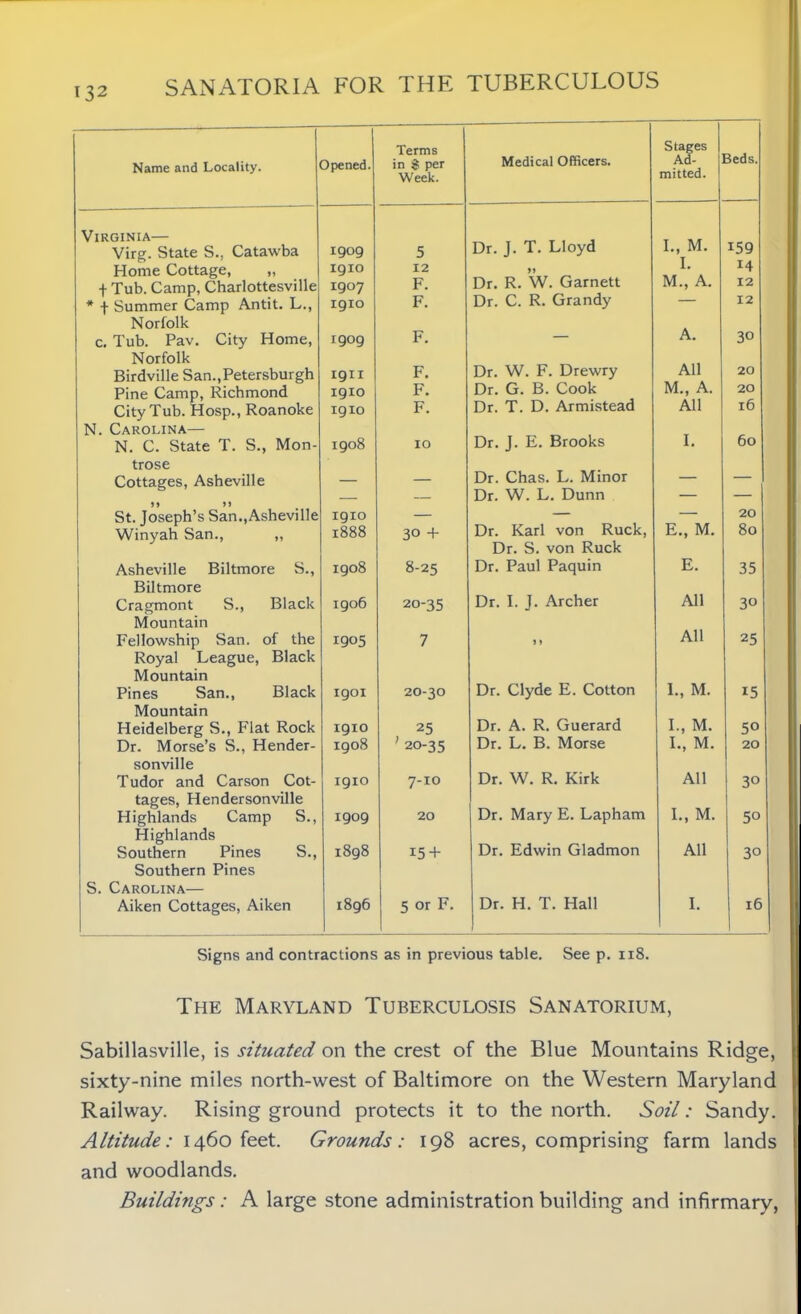 132 SANATORIA FOR THE TUBERCULOUS
Name and Locality. Opened. Terms in $ per Week. Medical Officers. Stages Ad- mitted. Beds.
VIRGINIA—
Virg. State S., Catawba 1909 5 Dr. J. T. Lloyd I., M. 159
Home Cottage, ,, 1910 12 ,, I. 14
† Tub. Camp, Charlottesville 1907 F. Dr. R. W. Garnett M., A. 12
* † Summer Camp Antit. L., 1910 F. Dr. C. R. Grandy — 12
Norfolk
c. Tub. Pav. City Home, 1909 F. — A. 30
Norfolk
Birdville San., Petersburgh 1911 F. Dr. W. F. Drewry All 20
Pine Camp, Richmond 1910 F. Dr. G. B. Cook M., A. 20
City Tub. Hosp., Roanoke 1910 F. Dr. T. D. Armistead All 16
N. CAROLINA—
N. C. State T. S., Mon- 1908 10 Dr. J. E. Brooks I. 60
trose
Cottages, Asheville — — Dr. Chas. L. Minor — —
,, ,, — — Dr. W. L. Dunn — —
St. Joseph's San., Asheville 1910 — — — 20
Winyah San., ,, 1888 30 + Dr. Karl von Ruck, E., M. 80
Dr. S. von Ruck
Asheville Biltmore S., 1908 8-25 Dr. Paul Paquin E. 35
Biltmore
Cragmont S., Black 1906 20-35 Dr. I. J. Archer All 30
Mountain
Fellowship San. of the 1905 7 ,, All 25
Royal League, Black
Mountain
Pines San., Black 1901 20-30 Dr. Clyde E. Cotton I., M. 15
Mountain
Heidelberg S., Flat Rock 1910 25 Dr. A. R. Guerard I., M. 50
Dr. Morse's S., Hender- 1908 20-35 Dr. L. B. Morse I., M. 20
sonville
Tudor and Carson Cot- 1910 7-10 Dr. W. R. Kirk All 30
tages, Hendersonville
Highlands Camp S., 1909 20 Dr. Mary E. Lapham I., M. 50
Highlands
Southern Pines S., 1898 15 + Dr. Edwin Gladmon All 30
Southern Pines
S. CAROLINA—
Aiken Cottages, Aiken 1896 5 or F. Dr. H. T. Hall I. 16
Signs and contractions as in previous table. See p. 118.
THE MARYLAND TUBERCULOSIS SANATORIUM,
Sabillasville, is situated on the crest of the Blue Mountains Ridge,
sixty-nine miles north-west of Baltimore on the Western Maryland
Railway. Rising ground protects it to the north. Soil: Sandy.
Altitude: 1460 feet. Grounds: 198 acres, comprising farm lands
and woodlands.
Buildings: A large stone administration building and infirmary,